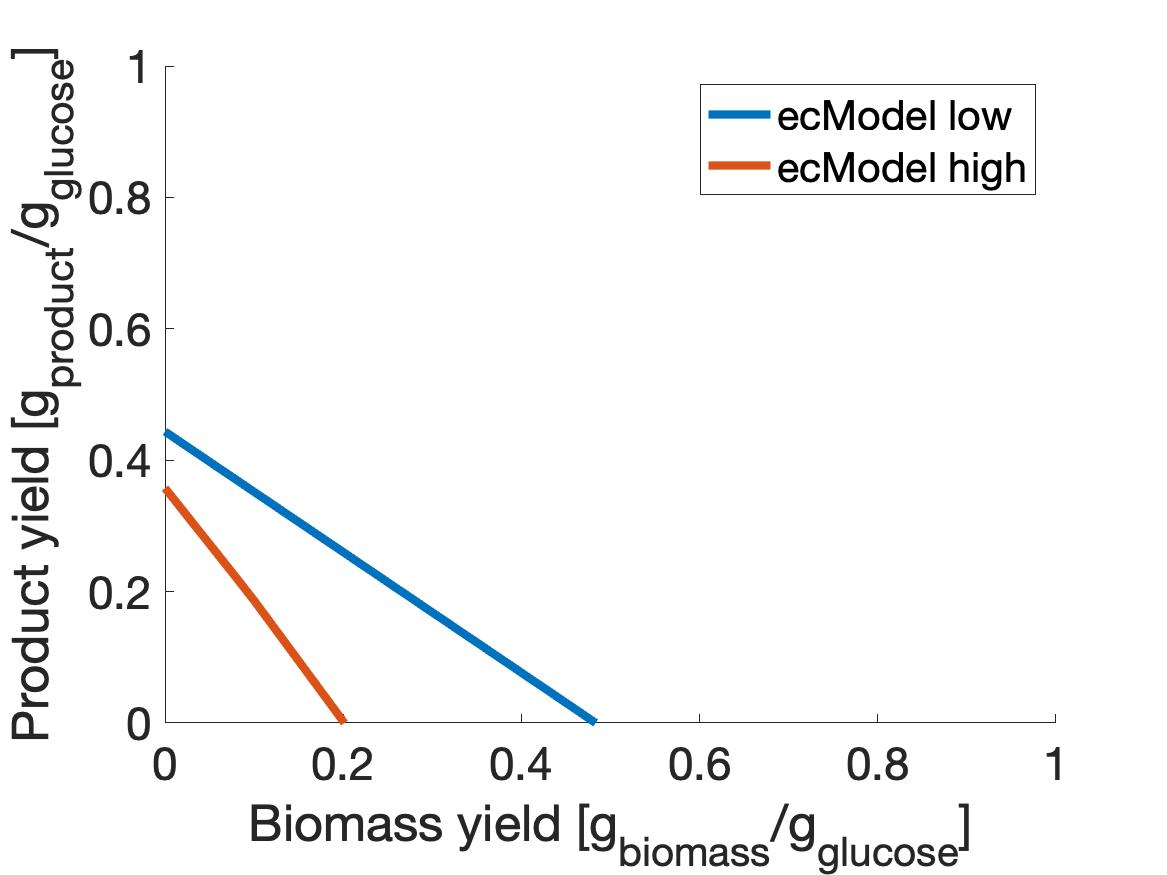 Product yield [gproduct/gglucose]
1
0.8
0.6
0.4
0.2
0
0 0.2 0.4 0.6 0.8 1
Biomass yield [gbiomass/gglucose]
ecModel low
ecModel high